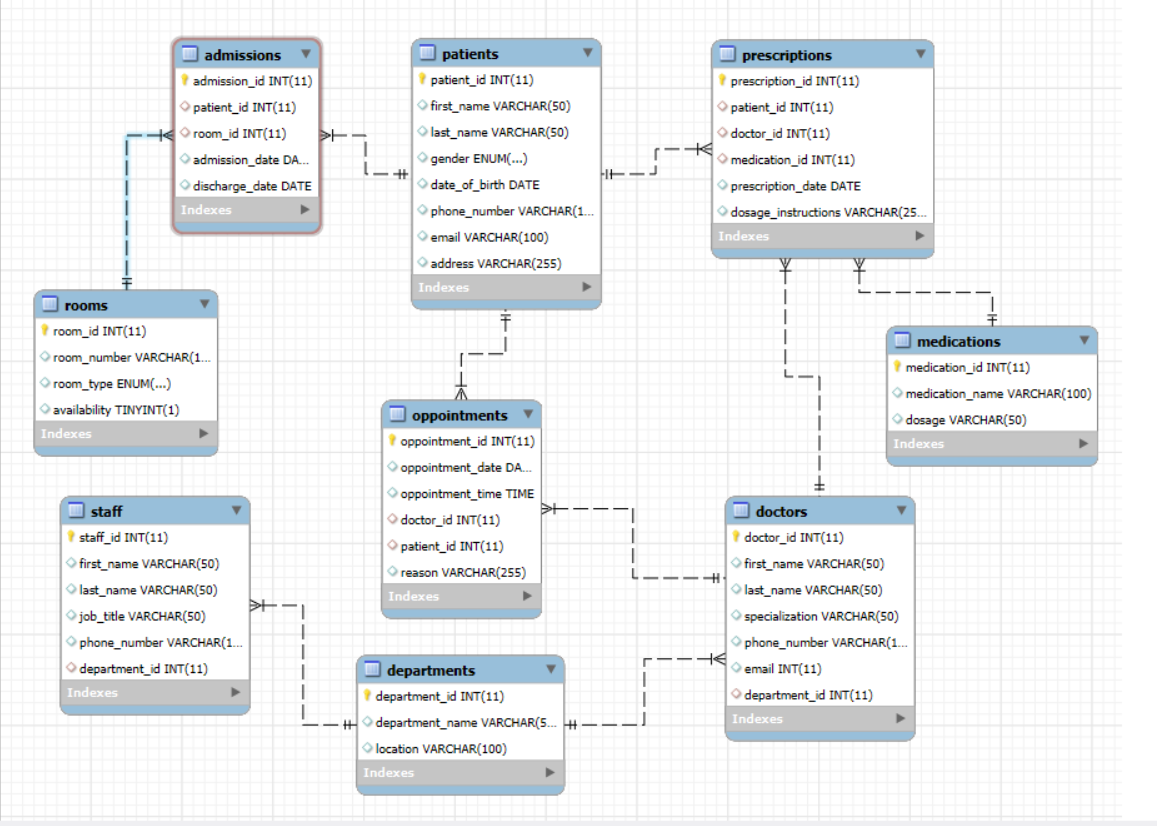 admissions
admission_id INT(11)
patient_id INT(11)
room_id INT(11)
admission_date DA...
discharge_date DATE
Indexes
patients
patient_id INT(11)
first_name VARCHAR(50)
last_name VARCHAR(50)
gender ENUM(...)
date_of_birth DATE
phone_number VARCHAR(1...
email VARCHAR(100)
address VARCHAR(255)
Indexes
prescriptions
prescription_id INT(11)
patient_id INT(11)
doctor_id INT(11)
medication_id INT(11)
prescription_date DATE
dosage_instructions VARCHAR(25...
Indexes
rooms
room_id INT(11)
room_number VARCHAR(1...
room_type ENUM(...)
availability TINYINT(1)
Indexes
medications
medication_id INT(11)
medication_name VARCHAR(100)
dosage VARCHAR(50)
Indexes
oppointments
oppointment_id INT(11)
oppointment_date DA...
oppointment_time TIME
doctor_id INT(11)
patient_id INT(11)
reason VARCHAR(255)
Indexes
staff
staff_id INT(11)
first_name VARCHAR(50)
last_name VARCHAR(50)
job_title VARCHAR(50)
phone_number VARCHAR(1...
department_id INT(11)
Indexes
doctors
doctor_id INT(11)
first_name VARCHAR(50)
last_name VARCHAR(50)
specialization VARCHAR(50)
phone_number VARCHAR(1...
email INT(11)
department_id INT(11)
Indexes
departments
department_id INT(11)
department_name VARCHAR(5...
location VARCHAR(100)
Indexes